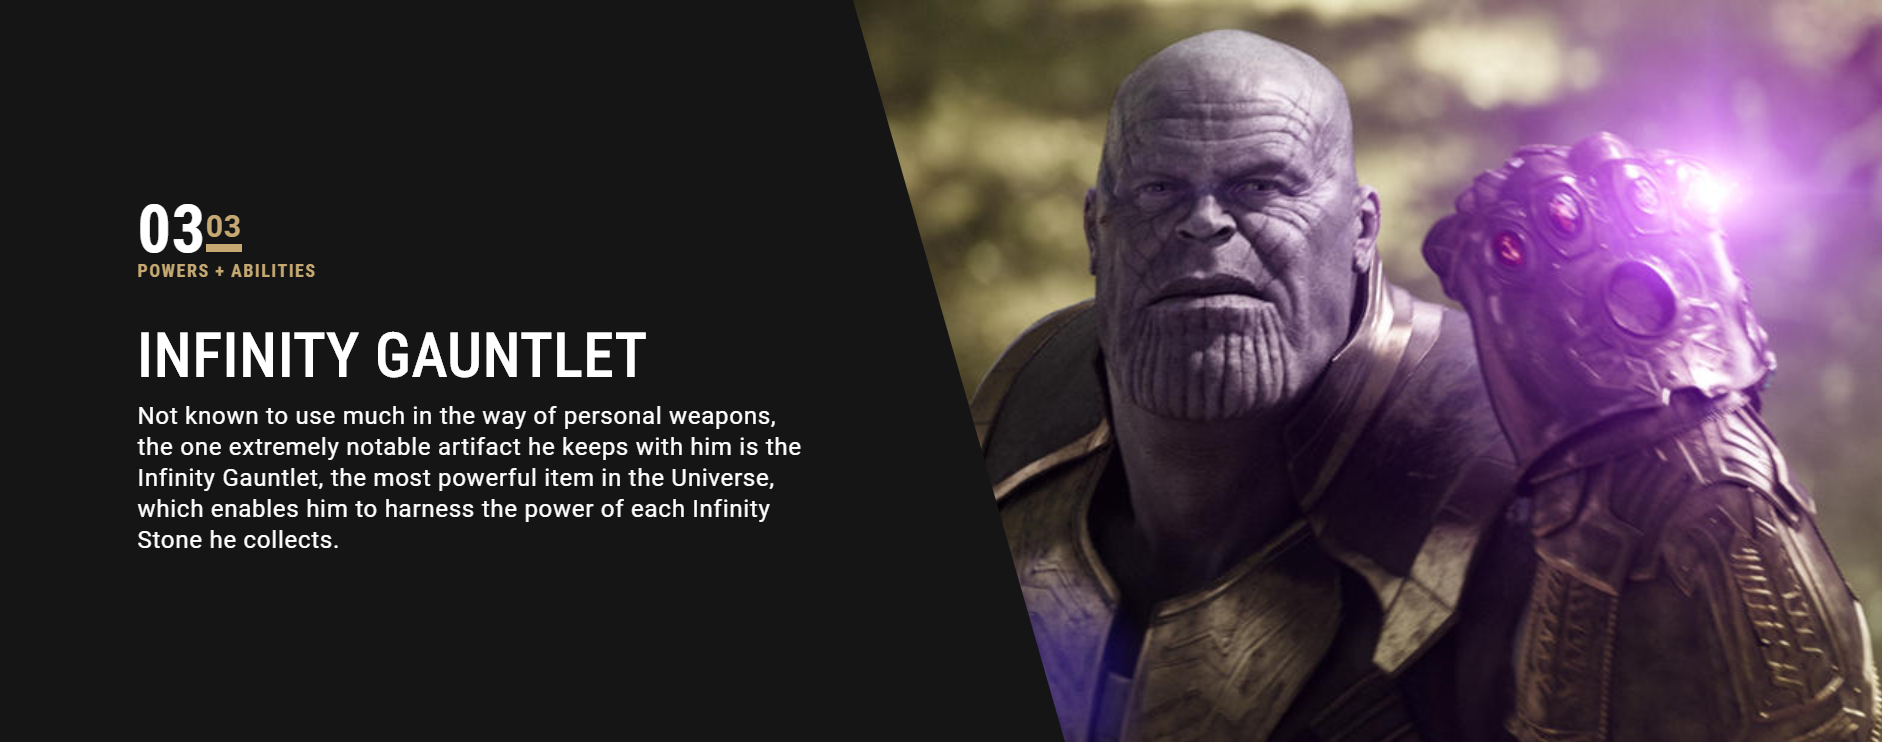 03 03
POWERS + ABILITIES
INFINITY GAUNTLET
Not known to use much in the way of personal weapons,
the one extremely notable artifact he keeps with him is the
Infinity Gauntlet, the most powerful item in the Universe,
which enables him to harness the power of each Infinity
Stone he collects.